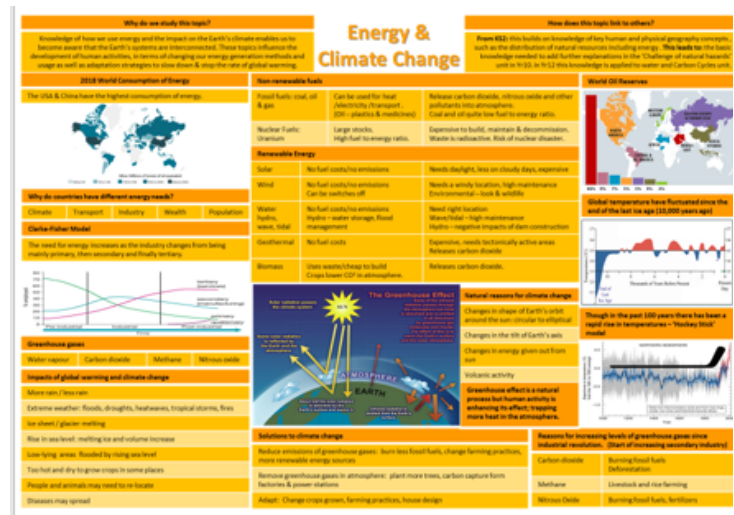 Why do we study this topic?
Knowledge of how we use energy and the impact on the Earth's climate enables us to
become aware that the Earth's systems are interconnected. These topics influence the
development of human activities, in terms of changing our energy generation methods and
usage as well as adaptation strategies to slow down & stop the rate of global warming.
Energy &
Climate Change
How does this topic link to others?
From KS2: this builds on knowledge of key human and physical geography concepts,
such as the distribution of natural resources including energy. This leads to: the basic
knowledge needed to add further explanations in the 'Challenge of natural hazards'
unit in Yr10. In Yr12 this knowledge is applied to water and Carbon Cycles unit.
2018 World Consumption of Energy
The USA & China have the highest consumption of energy.
Why do countries have different energy needs?
Climate Transport Industry Wealth Population
Clarke-Fisher Model
The need for energy increases as the industry changes from being
mainly primary, then secondary and finally tertiary.
Greenhouse gases
Water vapour Carbon dioxide Methane Nitrous oxide
Impacts of global warming and climate change
More rain / less rain
Extreme weather: floods, droughts, heatwaves, tropical storms, fires
Ice sheet / glacier melting
Rise in sea level: melting ice and volume increase
Low-lying areas flooded by rising sea level
Too hot and dry to grow crops in some places
People and animals may need to re-locate
Diseases may spread
Non-renewable fuels
Fossil fuels: coal, oil
& gas
Can be used for heat
/electricity /transport.
(Oil – plastics & medicines)
Release carbon dioxide, nitrous oxide and other
pollutants into atmosphere.
Coal and oil quite low fuel to energy ratio.
Nuclear Fuels:
Uranium
Large stocks.
High fuel to energy ratio.
Expensive to build, maintain & decommission.
Waste is radioactive. Risk of nuclear disaster.
Renewable Energy
Solar
No fuel costs/no emissions
Needs daylight, less on cloudy days, expensive
Wind
No fuel costs/no emissions
Can be switches off
Needs a windy location, high maintenance
Environmental – look & wildlife
Water
hydro,
wave, tidal
No fuel costs/no emissions
Hydro – water storage, flood
management
Need right location
Wave/tidal – high maintenance
Hydro – negative impacts of dam construction
Geothermal
No fuel costs
Expensive, needs tectonically active areas
Releases carbon dioxide
Biomass
Uses waste/cheap to build
Crops lower CO² in atmosphere.
Releases carbon dioxide.
The Greenhouse Effect
SUN
ATMOSPHERE
EARTH
Natural reasons for climate change
Changes in shape of Earth's orbit
around the sun: circular to elliptical
Changes in the tilt of Earth's axis
Changes in energy given out from
sun
Volcanic activity
Greenhouse effect is a natural
process but human activity is
enhancing its effect; trapping
more heat in the atmosphere.
Solutions to climate change
Reduce emissions of greenhouse gases: burn less fossil fuels, change farming practices,
more renewable energy sources
Remove greenhouse gases in atmosphere: plant more trees, carbon capture form
factories & power stations
Adapt: Change crops grown, farming practices, house design
World Oil Reserves
Global temperature have fluctuated since the
end of the last ice age (10,000 years ago)
Thousands of Years Before Present
Though in the past 100 years there has been a
rapid rise in temperatures – 'Hockey Stick'
model
Reasons for increasing levels of greenhouse gases since
industrial revolution. (Start of increasing secondary industry)
Carbon dioxide
Burning fossil fuels
Deforestation
Methane
Livestock and rice farming
Nitrous Oxide
Burning fossil fuels, fertilizers